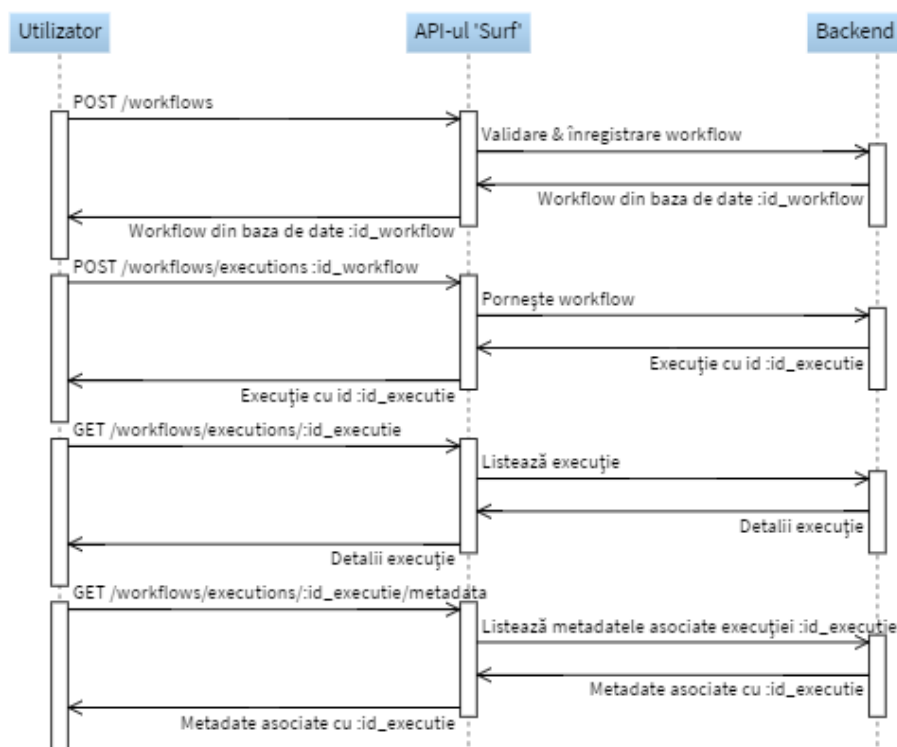 Utilizator
API-ul 'Surf'
Backend
POST /workflows
Validare & înregistrare workflow
Workflow din baza de date :id_workflow
Workflow din baza de date :id_workflow
POST /workflows/executions :id_workflow
Porneşte workflow
Execuţie cu id :id_executie
Execuţie cu id :id_executie
GET /workflows/executions/:id_executie
Listează execuţie
Detalii execuţie
Detalii execuţie
GET /workflows/executions/:id_executie/metadata
Listează metadatele asociate execuţiei :id_executie
Metadate asociate cu :id_executie
Metadate asociate cu :id_executie